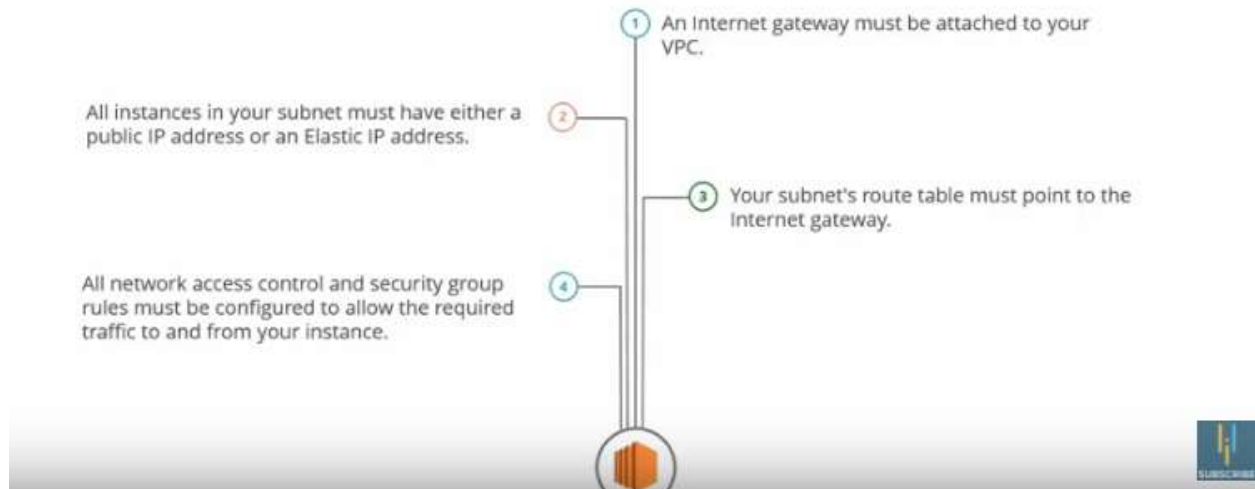 1
An Internet gateway must be attached to your
VPC.
2
All instances in your subnet must have either a
public IP address or an Elastic IP address.
3
Your subnet's route table must point to the
Internet gateway.
4
All network access control and security group
rules must be configured to allow the required
traffic to and from your instance.
SUBSCRIBE